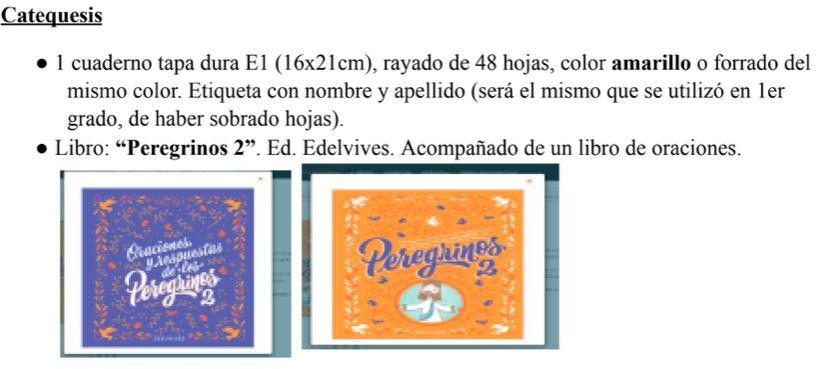 Catequesis
● 1 cuaderno tapa dura E1 (16x21cm), rayado de 48 hojas, color amarillo o forrado del
mismo color. Etiqueta con nombre y apellido (será el mismo que se utilizó en 1er
grado, de haber sobrado hojas).
● Libro: “Peregrinos 2”. Ed. Edelvives. Acompañado de un libro de oraciones.
Oraciones
y respuestas
de los
Peregrinos
2
EDELVIVES
Peregrinos
2